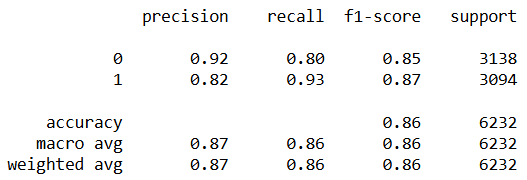 precision recall f1-score support
0 0.92 0.80 0.85 3138
1 0.82 0.93 0.87 3094
accuracy 0.86 6232
macro avg 0.87 0.86 0.86 6232
weighted avg 0.87 0.86 0.86 6232